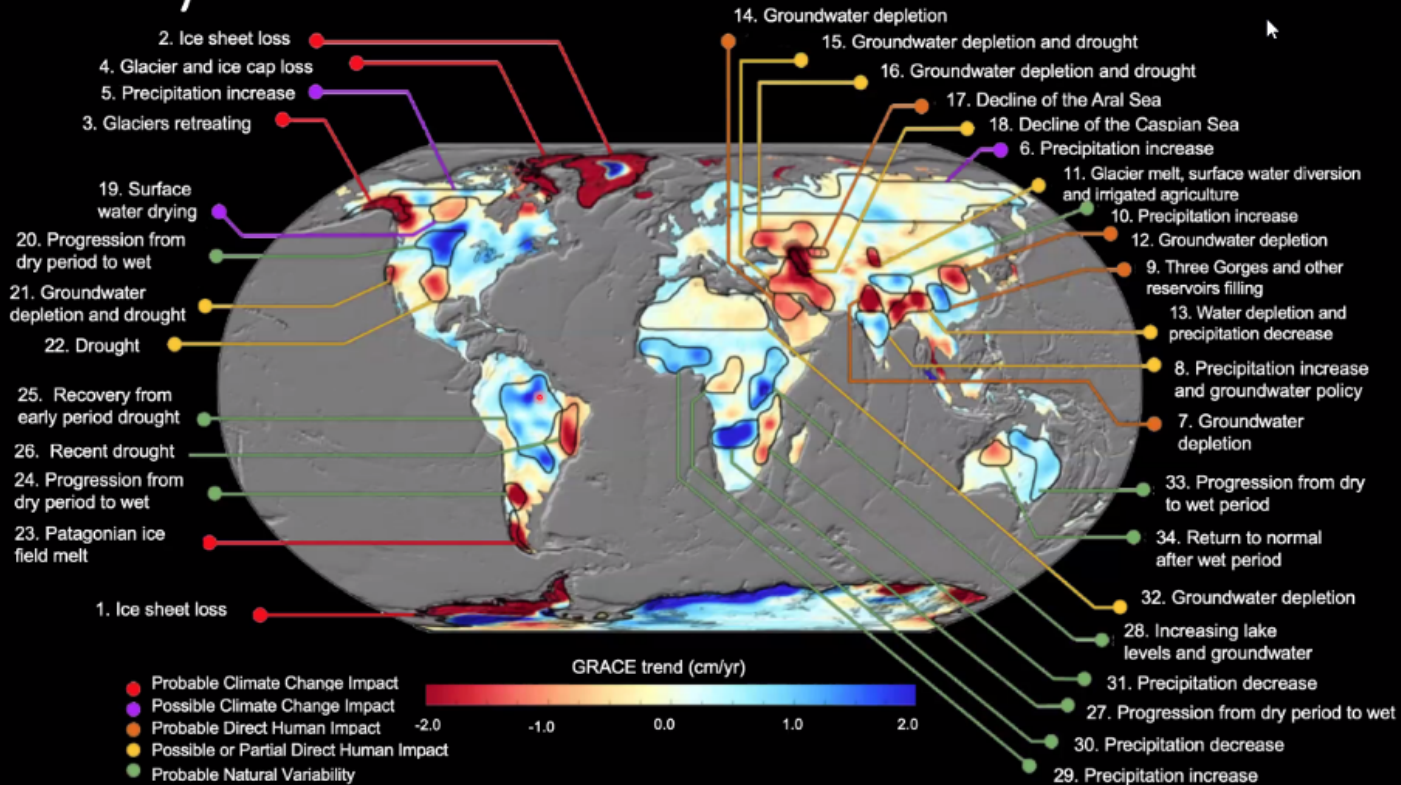 2. Ice sheet loss
4. Glacier and ice cap loss
5. Precipitation increase
3. Glaciers retreating
19. Surface
water drying
20. Progression from
dry period to wet
21. Groundwater
depletion and drought
22. Drought
25. Recovery from
early period drought
26. Recent drought
24. Progression from
dry period to wet
23. Patagonian ice
field melt
1. Ice sheet loss
14. Groundwater depletion
15. Groundwater depletion and drought
16. Groundwater depletion and drought
17. Decline of the Aral Sea
18. Decline of the Caspian Sea
6. Precipitation increase
11. Glacier melt, surface water diversion
and irrigated agriculture
10. Precipitation increase
12. Groundwater depletion
9. Three Gorges and other
reservoirs filling
13. Water depletion and
precipitation decrease
8. Precipitation increase
and groundwater policy
7. Groundwater
depletion
33. Progression from dry
to wet period
34. Return to normal
after wet period
32. Groundwater depletion
28. Increasing lake
levels and groundwater
31. Precipitation decrease
27. Progression from dry period to wet
30. Precipitation decrease
29. Precipitation increase
Probable Climate Change Impact
Possible Climate Change Impact
Probable Direct Human Impact
Possible or Partial Direct Human Impact
Probable Natural Variability
GRACE trend (cm/yr)
-2.0 -1.0 0.0 1.0 2.0